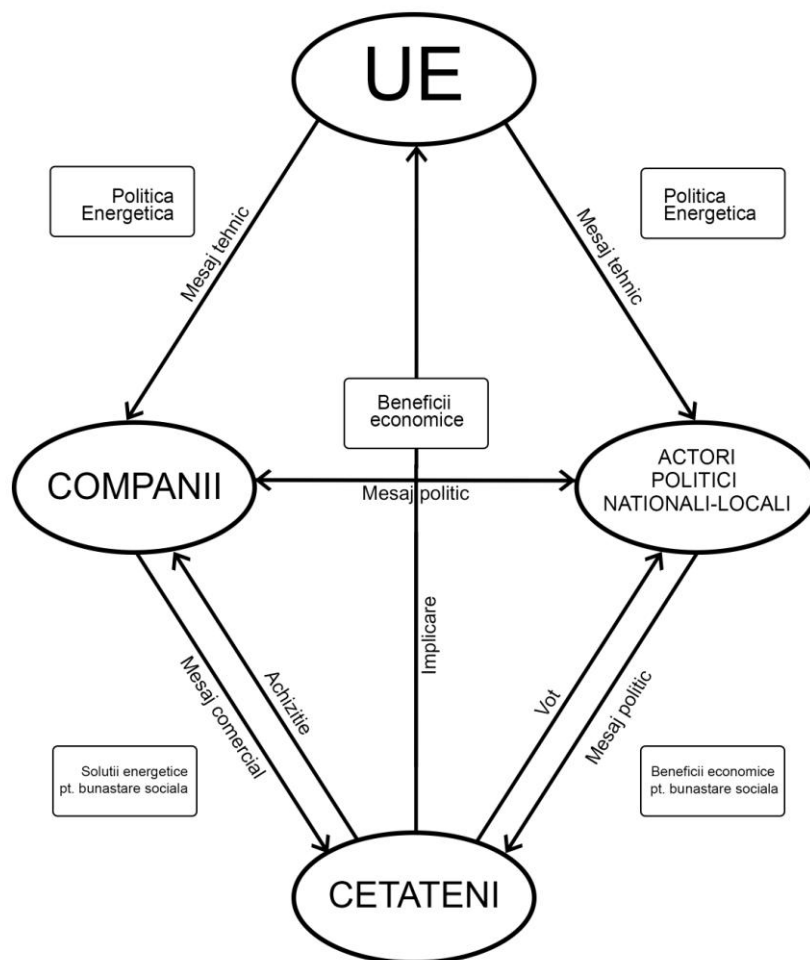 UE
Politica
Energetica
Mesaj tehnic
Mesaj tehnic
Politica
Energetica
Beneficii
economice
COMPANII
Mesaj politic
ACTORI
POLITICI
NATIONALI-LOCALI
Mesaj comercial
Achizitie
Implicare
Vot
Mesaj politic
Solutii energetice
pt. bunastare sociala
Beneficii economice
pt. bunastare sociala
CETATENI